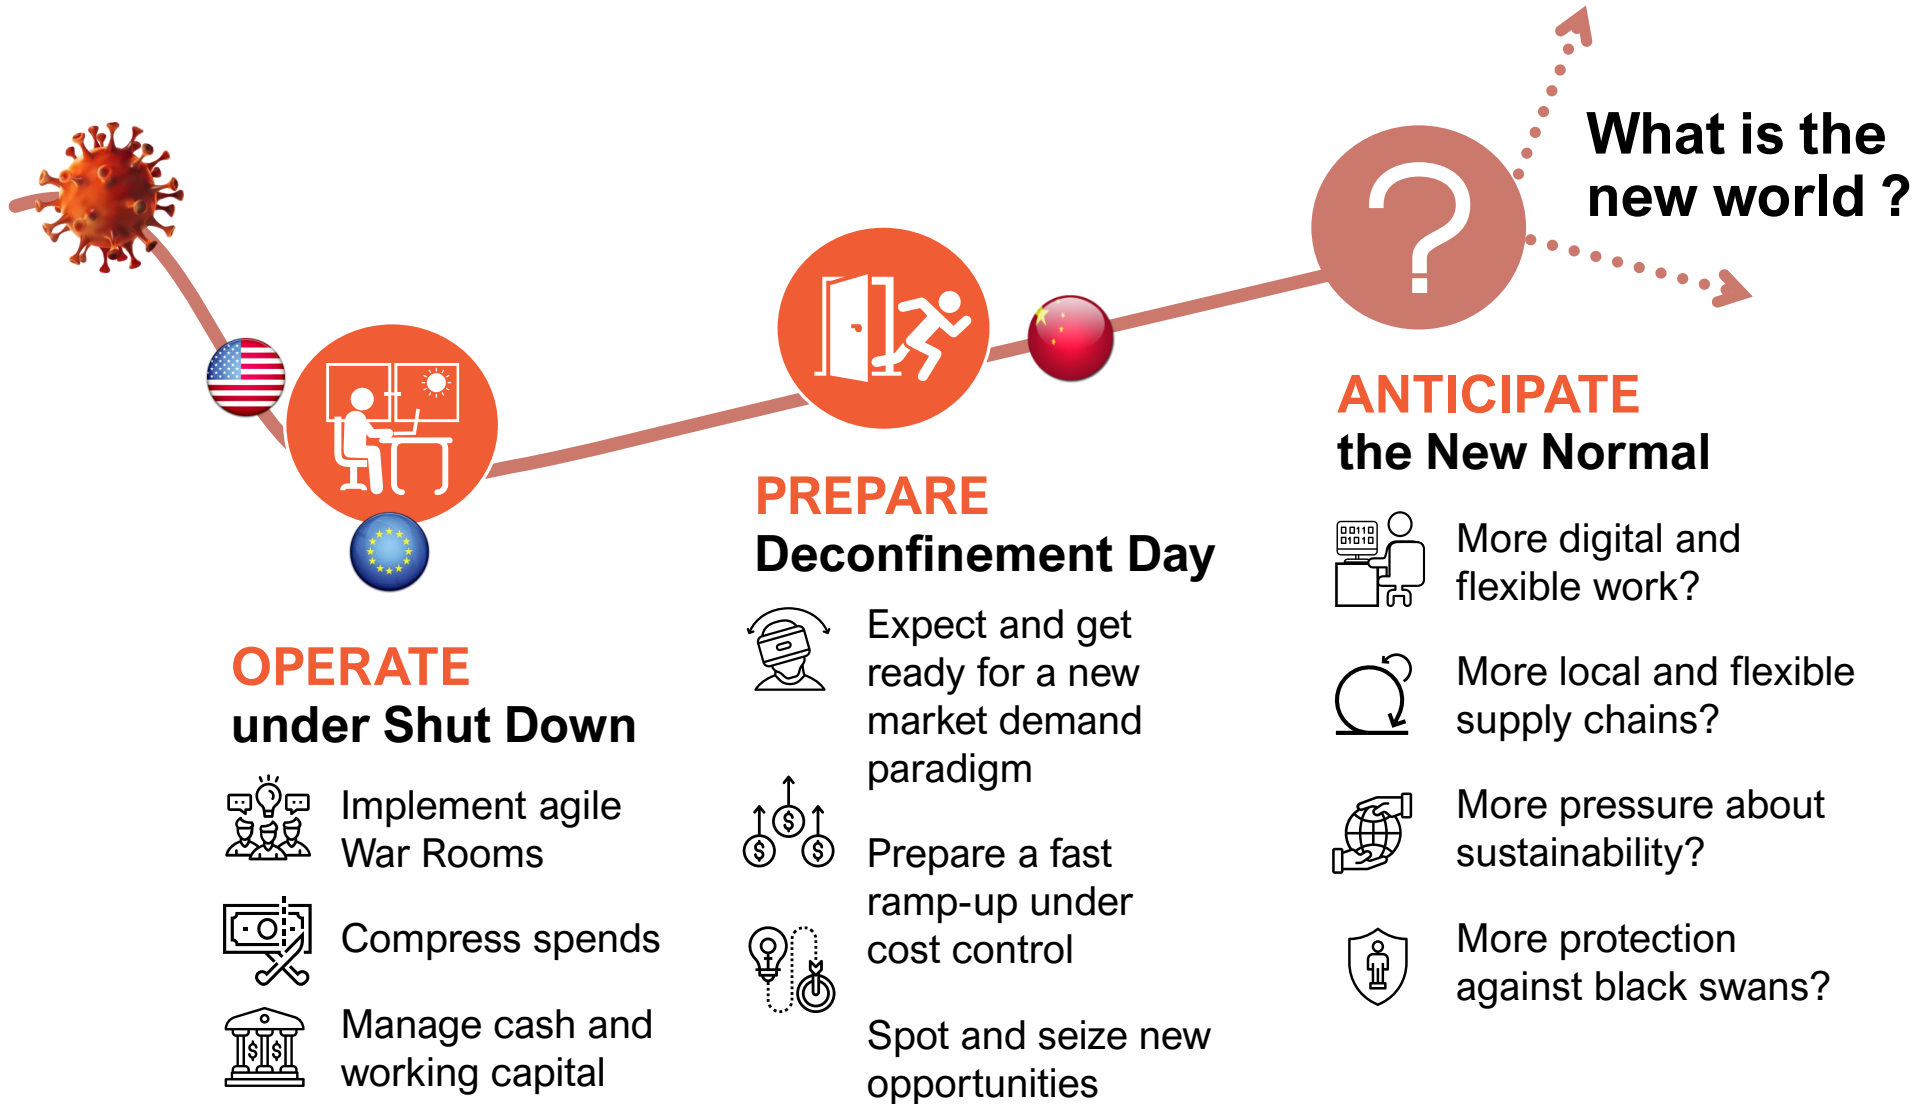 What is the
new world ?
OPERATE
under Shut Down
Implement agile
War Rooms
Compress spends
Manage cash and
working capital
PREPARE
Deconfinement Day
Expect and get
ready for a new
market demand
paradigm
Prepare a fast
ramp-up under
cost control
Spot and seize new
opportunities
ANTICIPATE
the New Normal
00110
01010
More digital and
flexible work?
More local and flexible
supply chains?
More pressure about
sustainability?
More protection
against black swans?